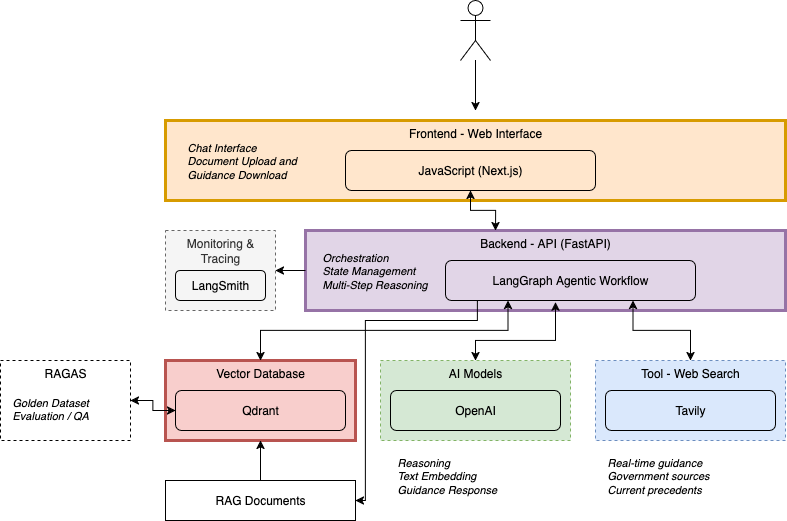 Frontend - Web Interface
Chat Interface
Document Upload and
Guidance Download
JavaScript (Next.js)
Monitoring &
Tracing
LangSmith
Backend - API (FastAPI)
Orchestration
State Management
Multi-Step Reasoning
LangGraph Agentic Workflow
RAGAS
Golden Dataset
Evaluation / QA
Vector Database
Qdrant
AI Models
OpenAI
Tool - Web Search
Tavily
Reasoning
Text Embedding
Guidance Response
Real-time guidance
Government sources
Current precedents
RAG Documents